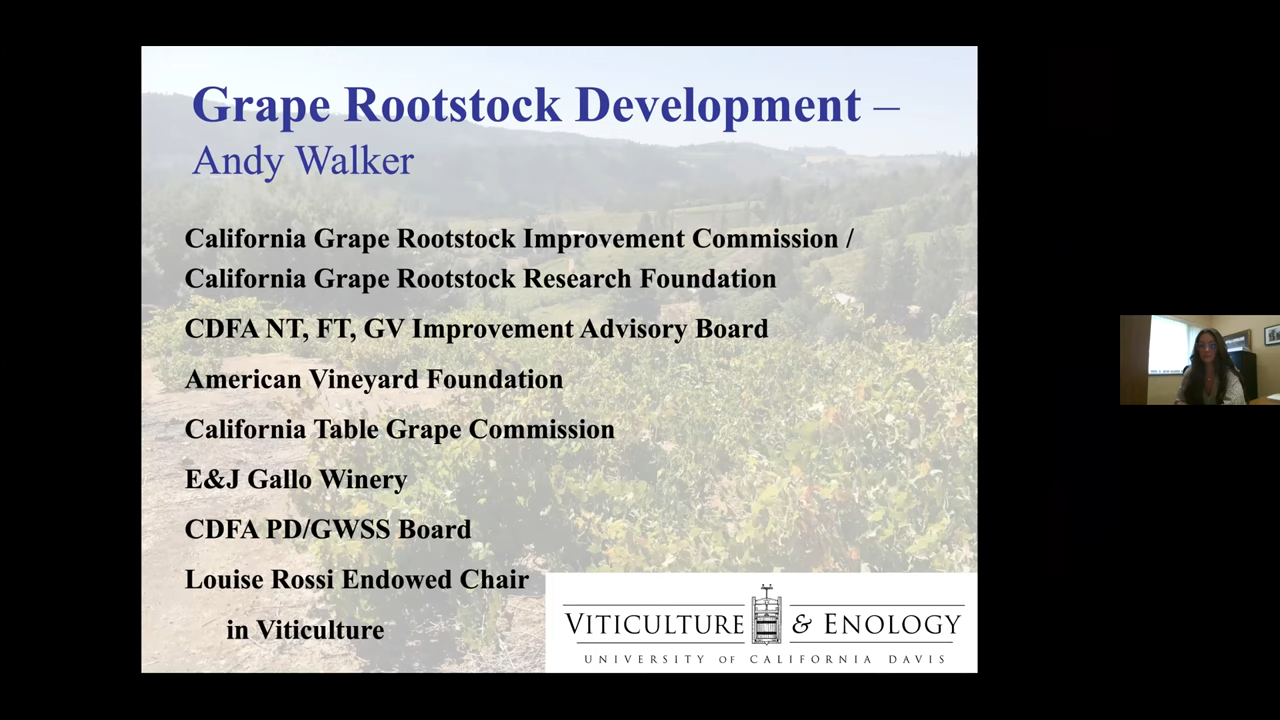 Grape Rootstock Development –
Andy Walker
California Grape Rootstock Improvement Commission /
California Grape Rootstock Research Foundation
CDFA NT, FT, GV Improvement Advisory Board
American Vineyard Foundation
California Table Grape Commission
E&J Gallo Winery
CDFA PD/GWSS Board
Louise Rossi Endowed Chair
in Viticulture
VITICULTURE & ENOLOGY
UNIVERSITY OF CALIFORNIA DAVIS